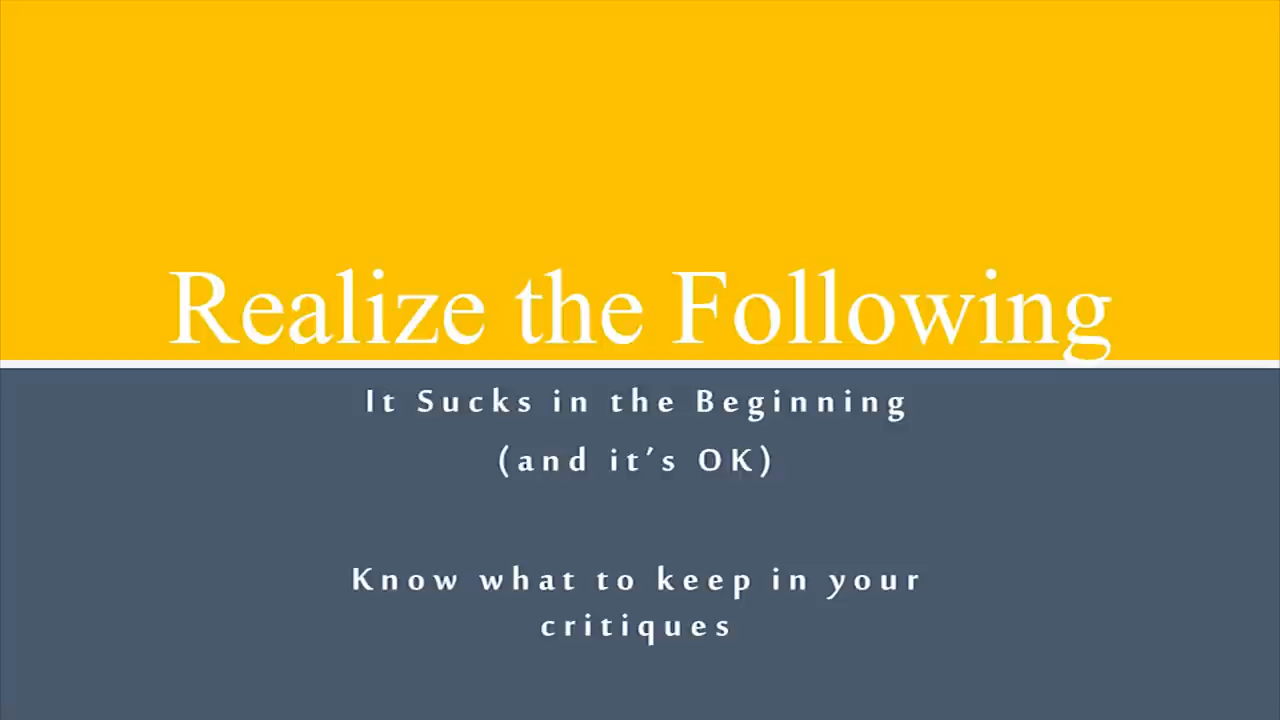 Realize the Following
It Sucks in the Beginning
(and it’s OK)
Know what to keep in your
critiques